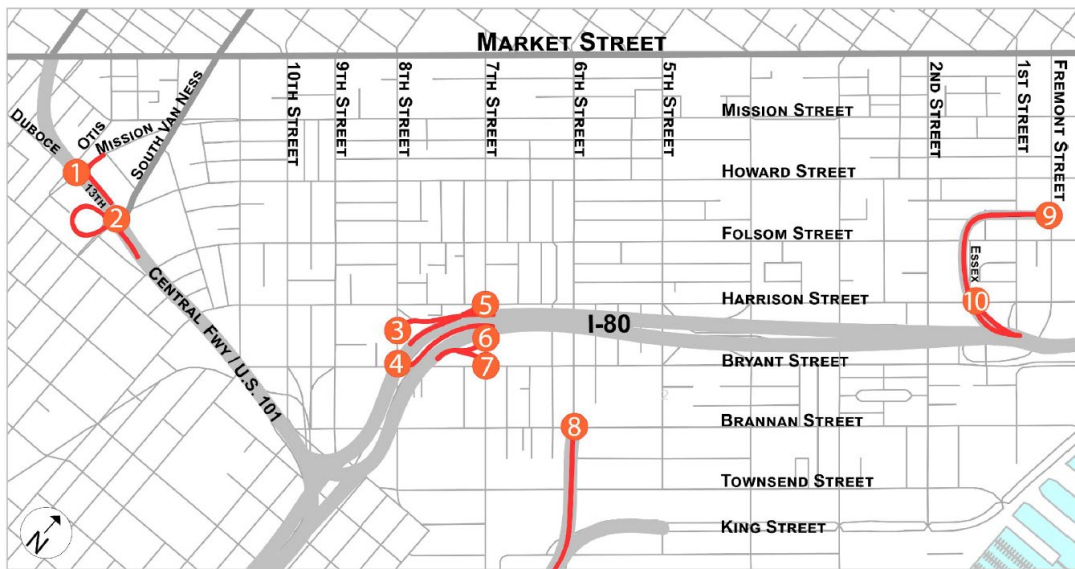 MARKET STREET
DUBOCE
OTIS
MISSION
SOUTH VAN NESS
10TH STREET
9TH STREET
8TH STREET
7TH STREET
6TH STREET
5TH STREET
2ND STREET
1ST STREET
FREMONT STREET
MISSION STREET
HOWARD STREET
FOLSOM STREET
HARRISON STREET
BRYANT STREET
BRANNAN STREET
TOWNSEND STREET
KING STREET
13TH
CENTRAL FWY / U.S. 101
I-80
ESSEX
1
2
3
4
5
6
7
8
9
10
N